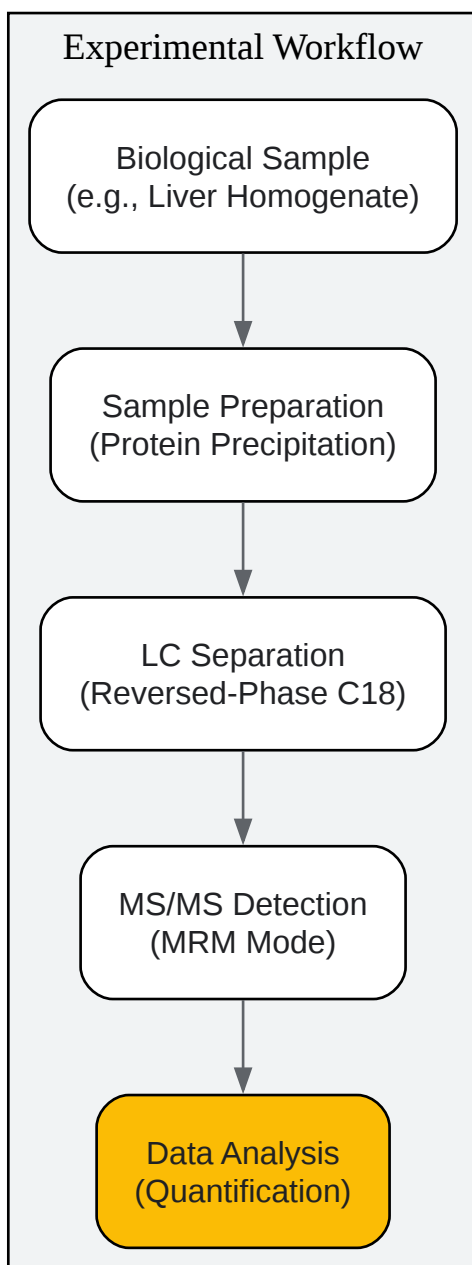 Experimental Workflow
Biological Sample
(e.g., Liver Homogenate)
Sample Preparation
(Protein Precipitation)
LC Separation
(Reversed-Phase C18)
MS/MS Detection
(MRM Mode)
Data Analysis
(Quantification)